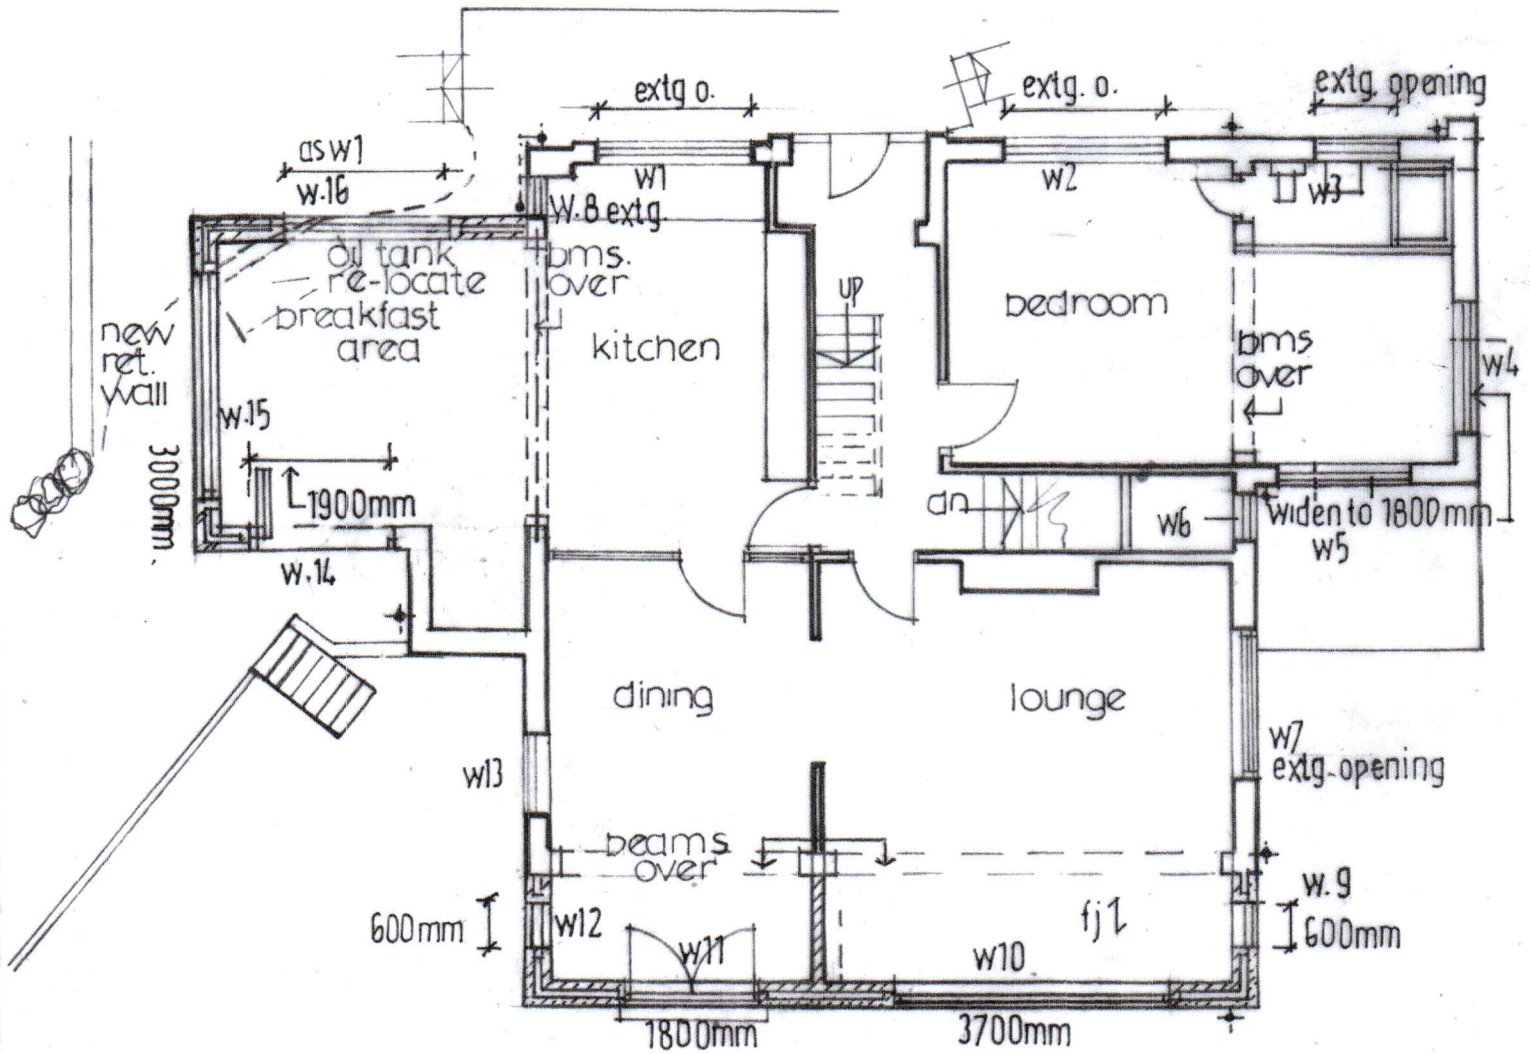 extg o.
extg. o.
extg. opening
as w1
w.16
w1
w2
w3
W.8 extg.
oil tank
re-locate
breakfast
area
bms.
over
UP
kitchen
bedroom
bms
over
w4
new
ret.
wall
w.15
3000mm.
1900mm
dn
w6
widen to 1800mm
w5
w.14
dining
lounge
w13
w7
extg-opening
beams
over
w.9
600mm
w12
w11
w10
fj
600mm
1800mm
3700mm